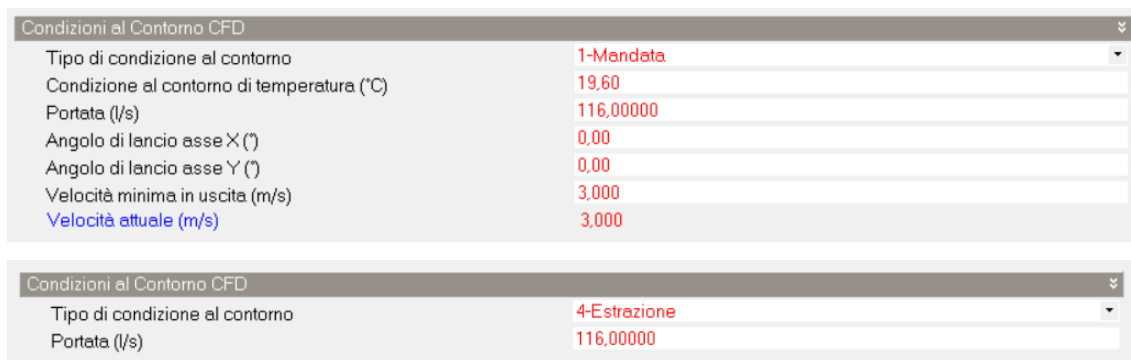 Condizioni al Contorno CFD
Tipo di condizione al contorno 1-Mandata
Condizione al contorno di temperatura (°C) 19,60
Portata (l/s) 116,00000
Angolo di lancio asse X (°) 0,00
Angolo di lancio asse Y (°) 0,00
Velocità minima in uscita (m/s) 3,000
Velocità attuale (m/s) 3,000
Condizioni al Contorno CFD
Tipo di condizione al contorno 4-Estrazione
Portata (l/s) 116,00000